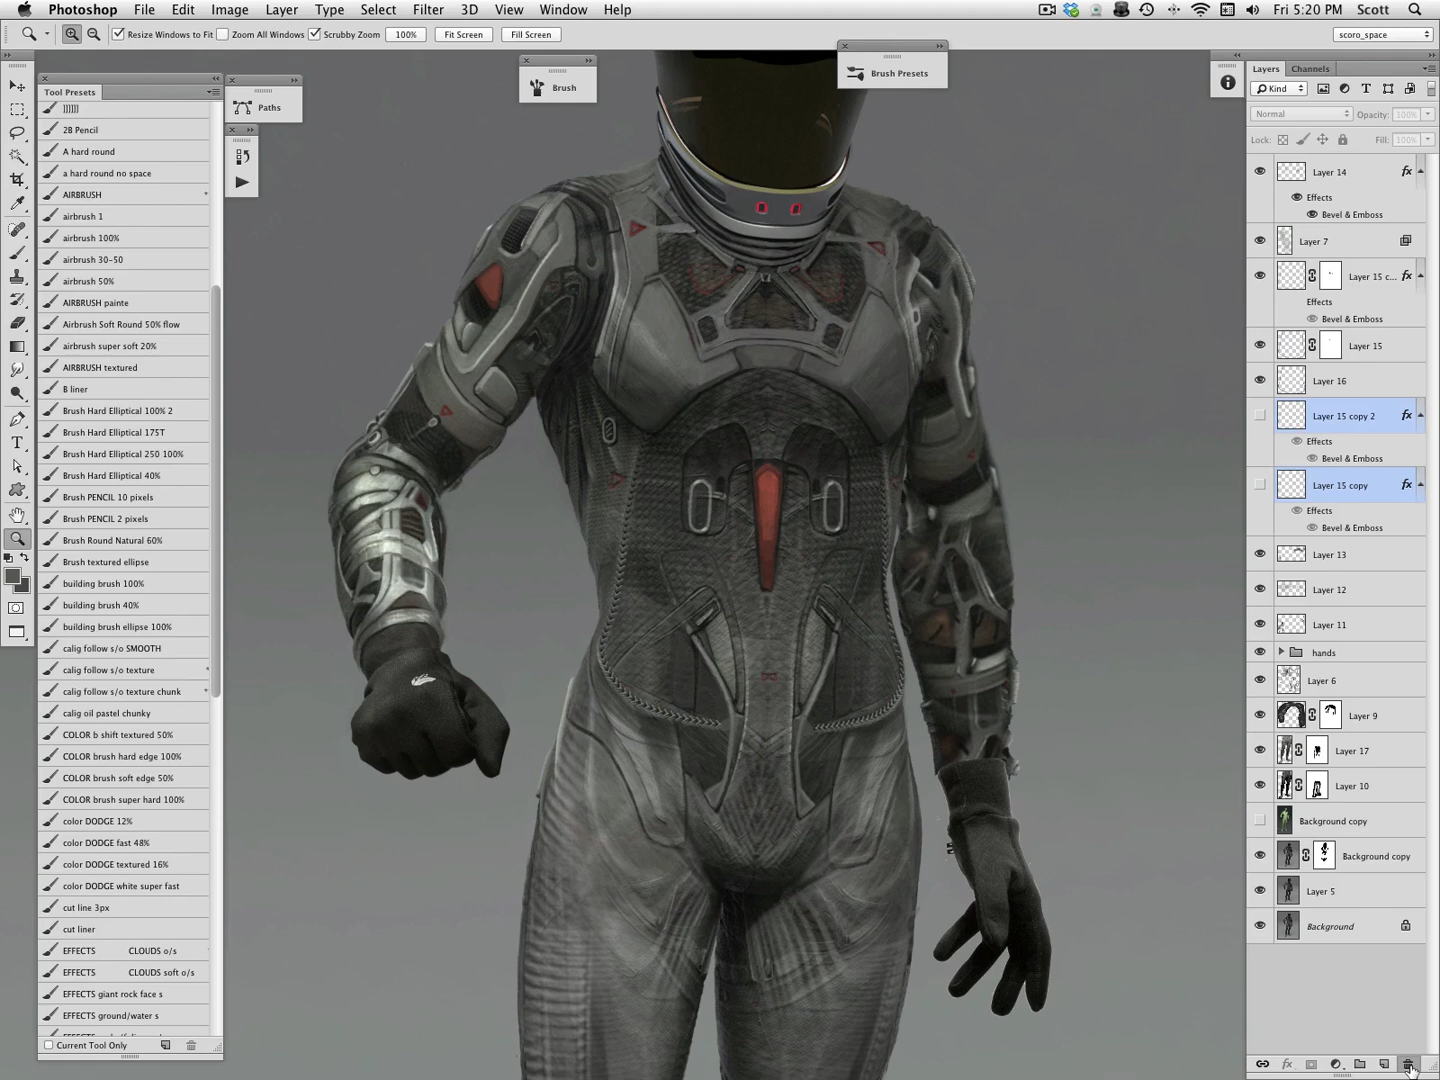 Photoshop File Edit Image Layer Type Select Filter 3D View Window Help Fri 5:20 PM Scott
Resize Windows to Fit Zoom All Windows Scrubby Zoom 100% Fit Screen Fill Screen scoro_space
Tool Presets
]]]]]]
2B Pencil
A hard round
a hard round no space
AIRBRUSH
airbrush 1
airbrush 100%
airbrush 30-50
airbrush 50%
AIRBRUSH painte
Airbrush Soft Round 50% flow
airbrush super soft 20%
AIRBRUSH textured
B liner
Brush Hard Elliptical 100% 2
Brush Hard Elliptical 175T
Brush Hard Elliptical 250 100%
Brush Hard Elliptical 40%
Brush PENCIL 10 pixels
Brush PENCIL 2 pixels
Brush Round Natural 60%
Brush textured ellipse
building brush 100%
building brush 40%
building brush ellipse 100%
calig follow s/o SMOOTH
calig follow s/o texture
calig follow s/o texture chunk
calig oil pastel chunky
COLOR b shift textured 50%
COLOR brush hard edge 100%
COLOR brush soft edge 50%
COLOR brush super hard 100%
color DODGE 12%
color DODGE fast 48%
color DODGE textured 16%
color DODGE white super fast
cut line 3px
cut liner
EFFECTS CLOUDS o/s
EFFECTS CLOUDS soft o/s
EFFECTS giant rock face s
EFFECTS ground/water s
Current Tool Only
Paths
Brush
Brush Presets
Layers Channels
Kind
Normal Opacity: 100%
Lock: Fill: 100%
Layer 14 fx
Effects
Bevel & Emboss
Layer 7
Layer 15 c... fx
Effects
Bevel & Emboss
Layer 15
Layer 16
Layer 15 copy 2 fx
Effects
Bevel & Emboss
Layer 15 copy fx
Effects
Bevel & Emboss
Layer 13
Layer 12
Layer 11
hands
Layer 6
Layer 9
Layer 17
Layer 10
Background copy
Background copy
Layer 5
Background
fx